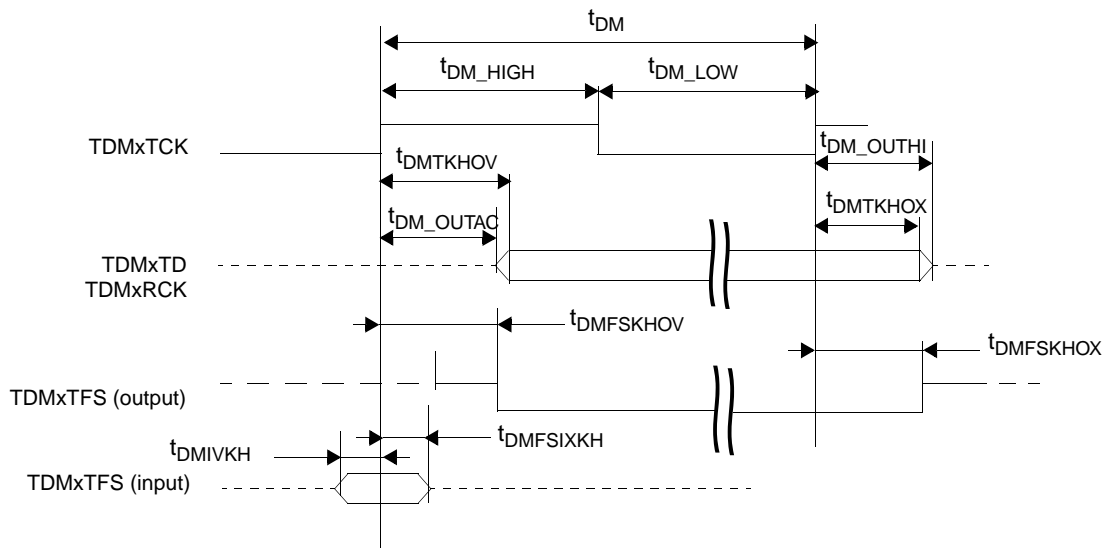 tDM
tDM_HIGH
tDM_LOW
TDMxTCK
tDMTKHOV
tDM_OUTHI
tDM_OUTAC
tDMTKHOX
TDMxTD
TDMxRCK
tDMFSKHOV
tDMFSKHOX
TDMxTFS (output)
tDMIVKH
tDMFSIXKH
TDMxTFS (input)